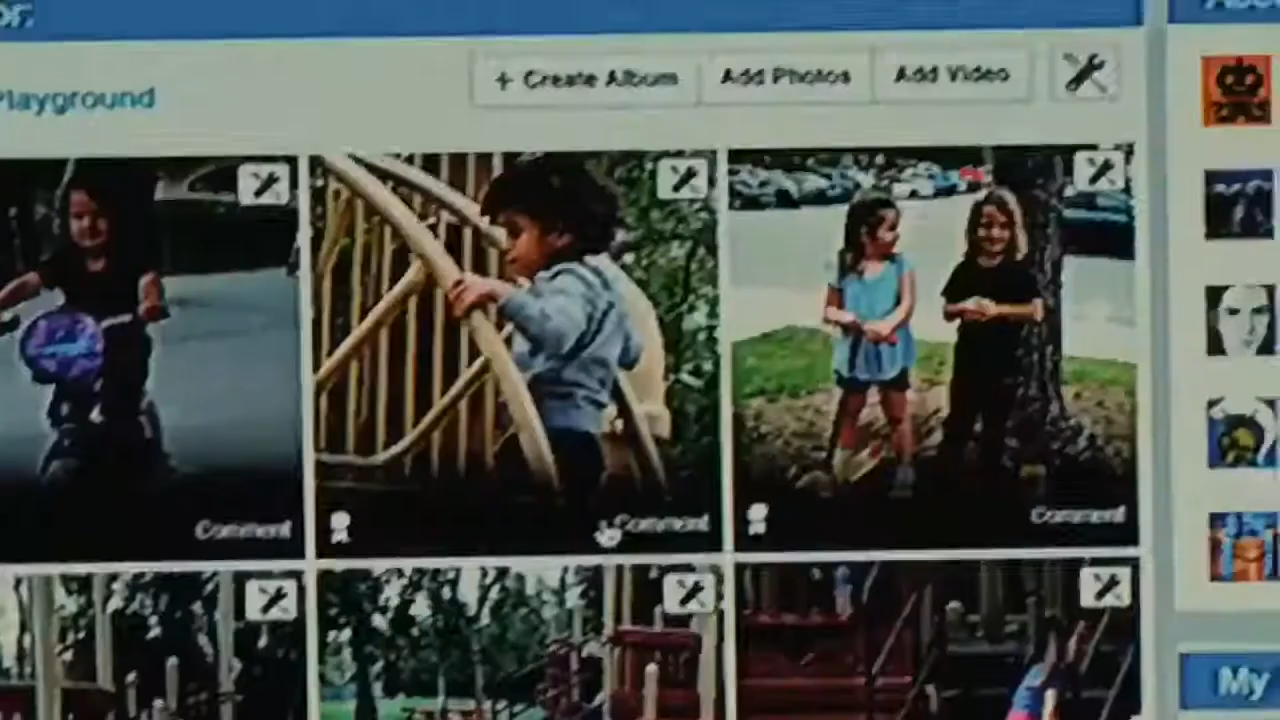 Playground
+ Create Album
Add Photos
Add Video
Comment
Comment
Comment
My